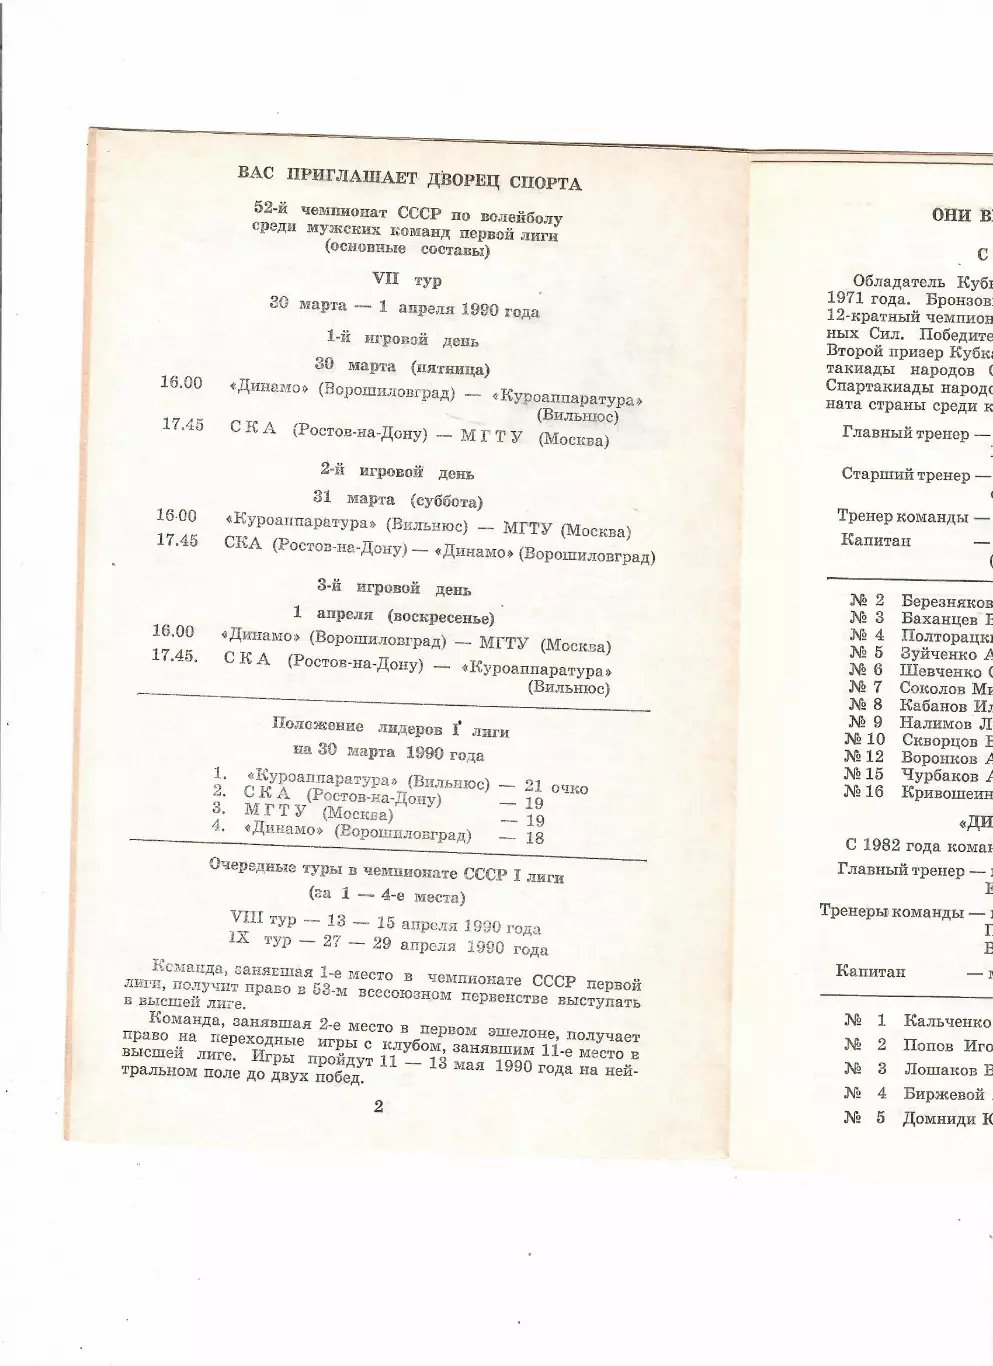 ВАС ПРИГЛАШАЕТ ДВОРЕЦ СПОРТА
52-й чемпионат СССР по волейболу
среди мужских команд первой лиги
(основные составы)
VII тур
30 марта — 1 апреля 1990 года
1-й игровой день
30 марта (пятница)
16.00 «Динамо» (Ворошиловград) — «Куроаппаратура»
(Вильнюс)
17.45 СКА (Ростов-на-Дону) — МГТУ (Москва)
2-й игровой день
31 марта (суббота)
16.00 «Куроаппаратура» (Вильнюс) — МГТУ (Москва)
17.45 СКА (Ростов-на-Дону) — «Динамо» (Ворошиловград)
3-й игровой день
1 апреля (воскресенье)
16.00 «Динамо» (Ворошиловград) — МГТУ (Москва)
17.45. СКА (Ростов-на-Дону) — «Куроаппаратура»
(Вильнюс)
Положение лидеров I лиги
на 30 марта 1990 года
1. «Куроаппаратура» (Вильнюс) — 21 очко
2. СКА (Ростов-на-Дону) — 19
3. МГТУ (Москва) — 19
4. «Динамо» (Ворошиловград) — 18
Очередные туры в чемпионате СССР I лиги
(за 1 — 4-е места)
VIII тур — 13 — 15 апреля 1990 года
IX тур — 27 — 29 апреля 1990 года
Команда, занявшая 1-е место в чемпионате СССР первой
лиги, получит право в 53-м всесоюзном первенстве выступать
в высшей лиге.
Команда, занявшая 2-е место в первом эшелоне, получает
право на переходные игры с клубом, занявшим 11-е место в
высшей лиге. Игры пройдут 11 — 13 мая 1990 года на ней-
тральном поле до двух побед.
2
ОНИ В
С
Обладатель Куб
1971 года. Бронзов
12-кратный чемпион
ных Сил. Победите
Второй призер Кубк
такиады народов
Спартакиады народо
ната страны среди к
Главный тренер —
Старший тренер —
Тренер команды —
Капитан —
(
№ 2 Березняков
№ 3 Баханцев
№ 4 Полторацк
№ 5 Зуйченко А
№ 6 Шевченко
№ 7 Соколов Ми
№ 8 Кабанов Ил
№ 9 Налимов Л
№ 10 Скворцов
№ 12 Воронков А
№ 15 Чурбаков А
№ 16 Кривошеин
«ДИ
С 1982 года кома
Главный тренер —
Тренеры команды —
Капитан —
№ 1 Кальченко
№ 2 Попов Иго
№ 3 Лошаков В
№ 4 Биржевой
№ 5 Домниди